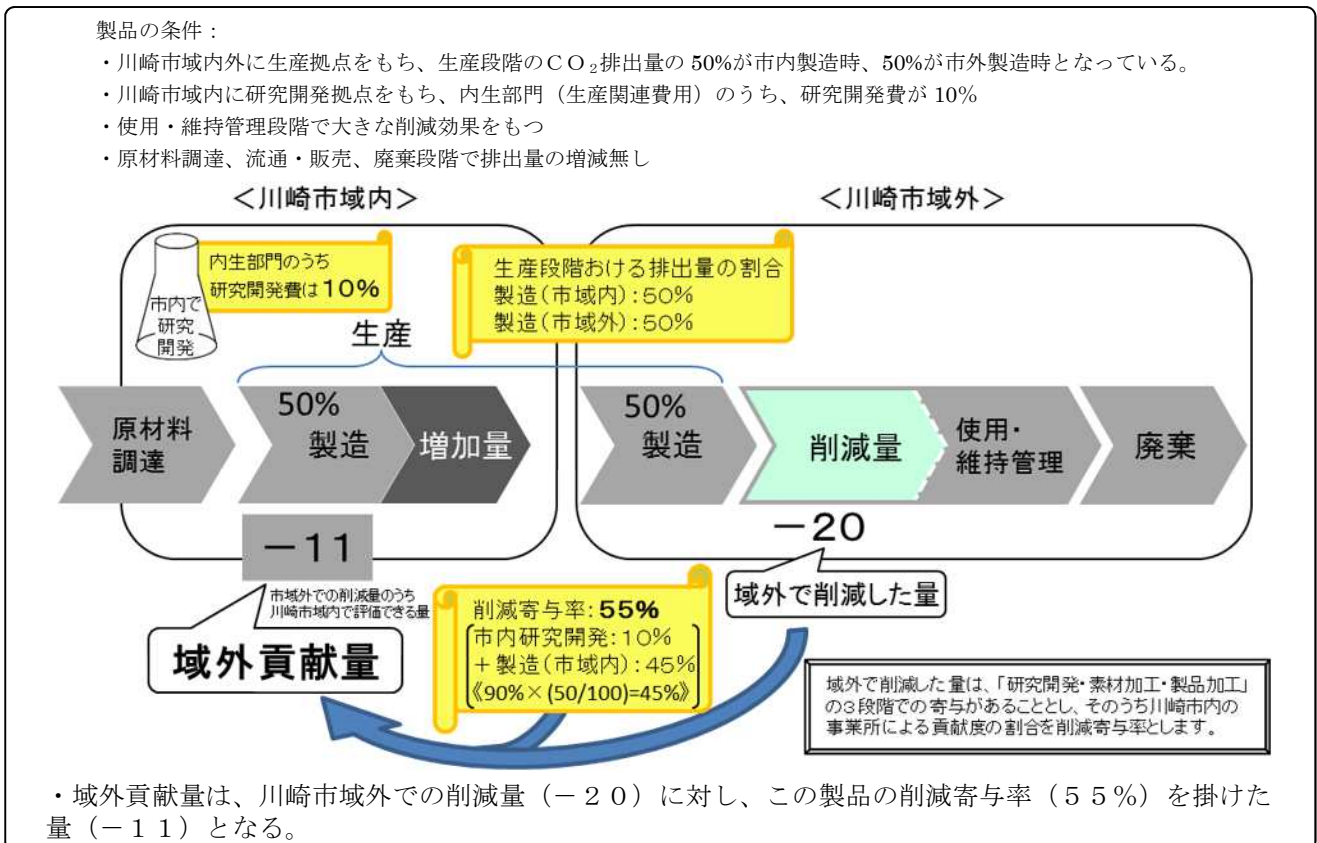 製品の条件：
・川崎市域内外に生産拠点をもち、生産段階のＣＯ₂排出量の 50%が市内製造時、50%が市外製造時となっている。
・川崎市域内に研究開発拠点をもち、内生部門（生産関連費用）のうち、研究開発費が 10％
・使用・維持管理段階で大きな削減効果をもつ
・原材料調達、流通・販売、廃棄段階で排出量の増減無し
＜川崎市域内＞
＜川崎市域外＞
市内で
研究
開発
内生部門のうち
研究開発費は１０％
生産段階おける排出量の割合
製造（市域内）：５０％
製造（市域外）：５０％
生産
原材料
調達
50%
製造
増加量
50%
製造
削減量
使用・
維持管理
廃棄
－１１
－２０
市域外での削減量のうち
川崎市域内で評価できる量
域外貢献量
削減寄与率：５５％
市内研究開発：１０％
＋製造（市域内）：４５％
《９０％×（５０/１００）＝４５％》
域外で削減した量
域外で削減した量は、「研究開発・素材加工・製品加工」
の３段階での寄与があることとし、そのうち川崎市内の
事業所による貢献度の割合を削減寄与率とします。
・域外貢献量は、川崎市域外での削減量（－２０）に対し、この製品の削減寄与率（５５％）を掛けた
量（－１１）となる。